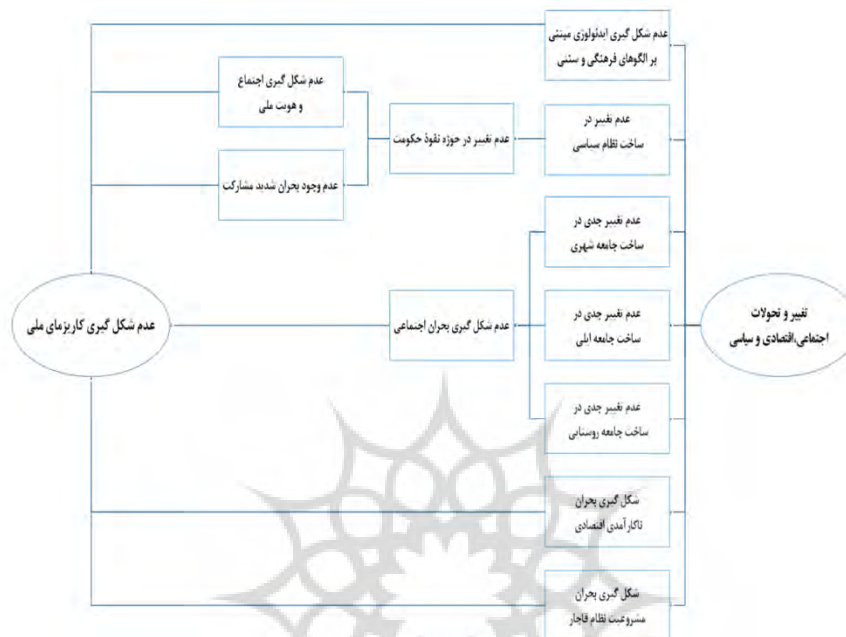 عدم شکل گیری ایدئولوژی مبتنی
بر الگوهای فرهنگی و سنتی
عدم شکل گیری اجتماع
و هویت ملی
عدم تغییر در
ساخت نظام سیاسی
عدم تغییر در حوزه نفوذ حکومت
عدم وجود بحران شدید مشارکت
عدم تغییر جدی در
ساخت جامعه شهری
تغییر و تحولات
اجتماعی،اقتصادی و سیاسی
عدم تغییر جدی در
ساخت جامعه ایلی
عدم شکل گیری بحران اجتماعی
عدم شکل گیری کاریزمای ملی
عدم تغییر جدی در
ساخت جامعه روستایی
شکل گیری بحران
ناکارآمدی اقتصادی
شکل گیری بحران
مشروعیت نظام قاجار